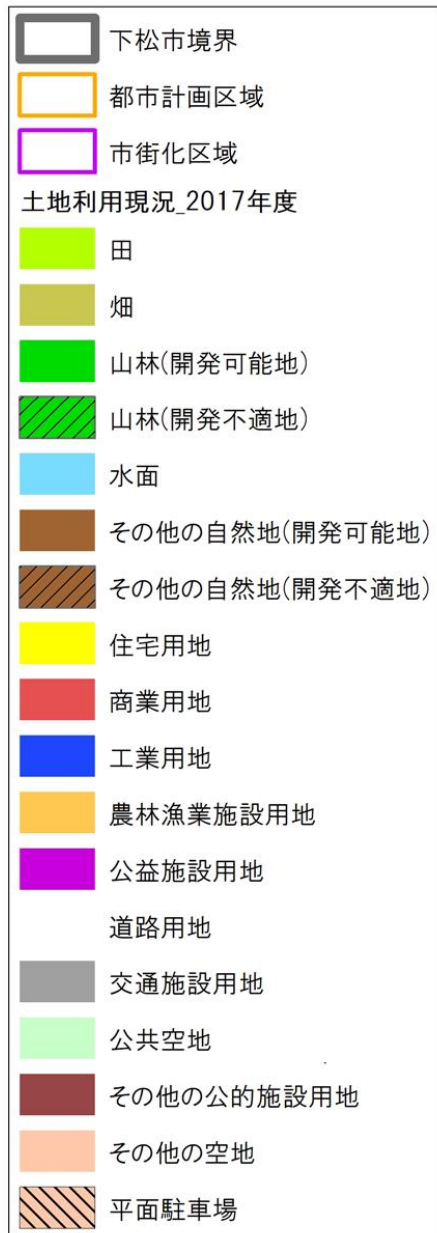 下松市境界
都市計画区域
市街化区域
土地利用現況_2017年度
田
畑
山林(開発可能地)
山林(開発不適地)
水面
その他の自然地(開発可能地)
その他の自然地(開発不適地)
住宅用地
商業用地
工業用地
農林漁業施設用地
公益施設用地
道路用地
交通施設用地
公共空地
その他の公的施設用地
その他の空地
平面駐車場